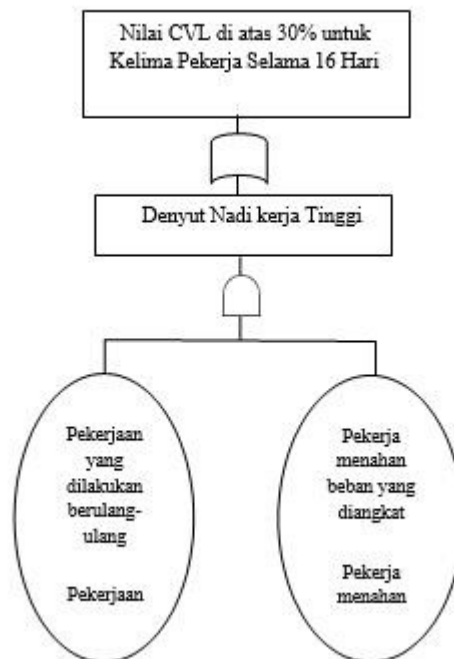 Nilai CVL di atas 30% untuk
Kelima Pekerja Selama 16 Hari
Denyut Nadi kerja Tinggi
Pekerjaan
yang
dilakukan
berulang-
ulang
Pekerjaan
Pekerja
menahan
beban yang
diangkat
Pekerja
menahan